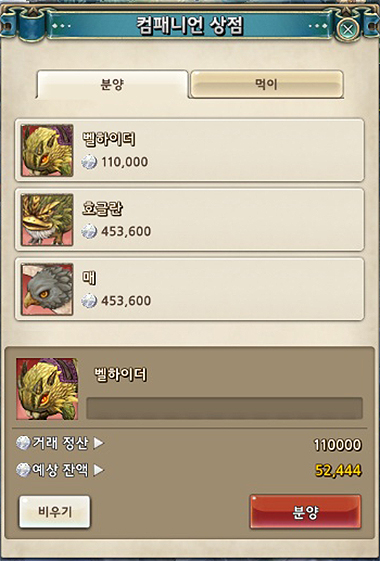 컴패니언 상점
분양
먹이
벨하이더
110,000
호글란
453,600
매
453,600
벨하이더
거래 정산 ▶ 110000
예상 잔액 ▶ 52,444
비우기
분양